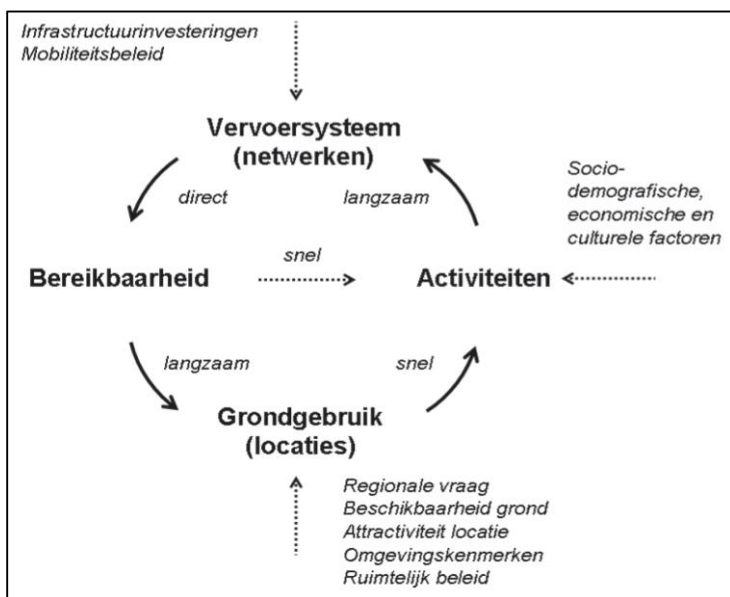 Infrastructuurinvesteringen
Mobiliteitsbeleid
Vervoersysteem
(netwerken)
direct
langzaam
Socio-
demografische,
economische en
culturele factoren
snel
Bereikbaarheid
Activiteiten
langzaam
snel
Grondgebruik
(locaties)
Regionale vraag
Beschikbaarheid grond
Attractiviteit locatie
Omgevingskenmerken
Ruimtelijk beleid